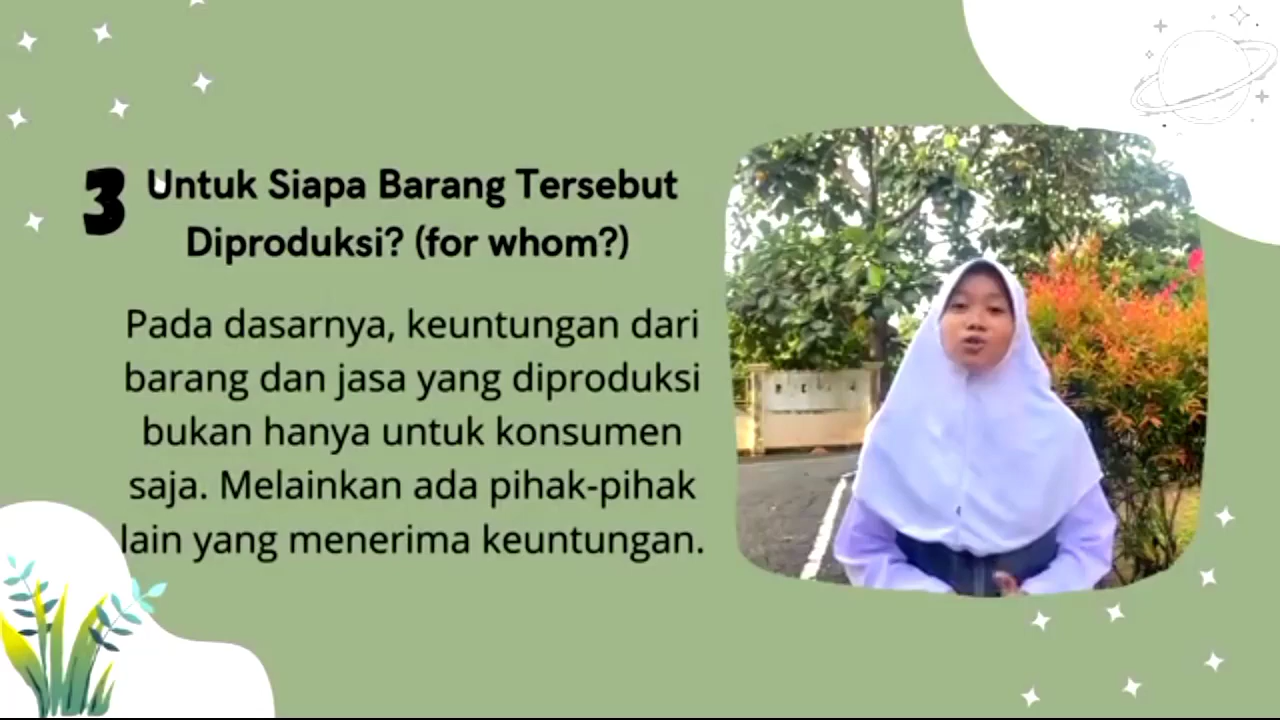 3 Untuk Siapa Barang Tersebut
Diproduksi? (for whom?)
Pada dasarnya, keuntungan dari
barang dan jasa yang diproduksi
bukan hanya untuk konsumen
saja. Melainkan ada pihak-pihak
lain yang menerima keuntungan.